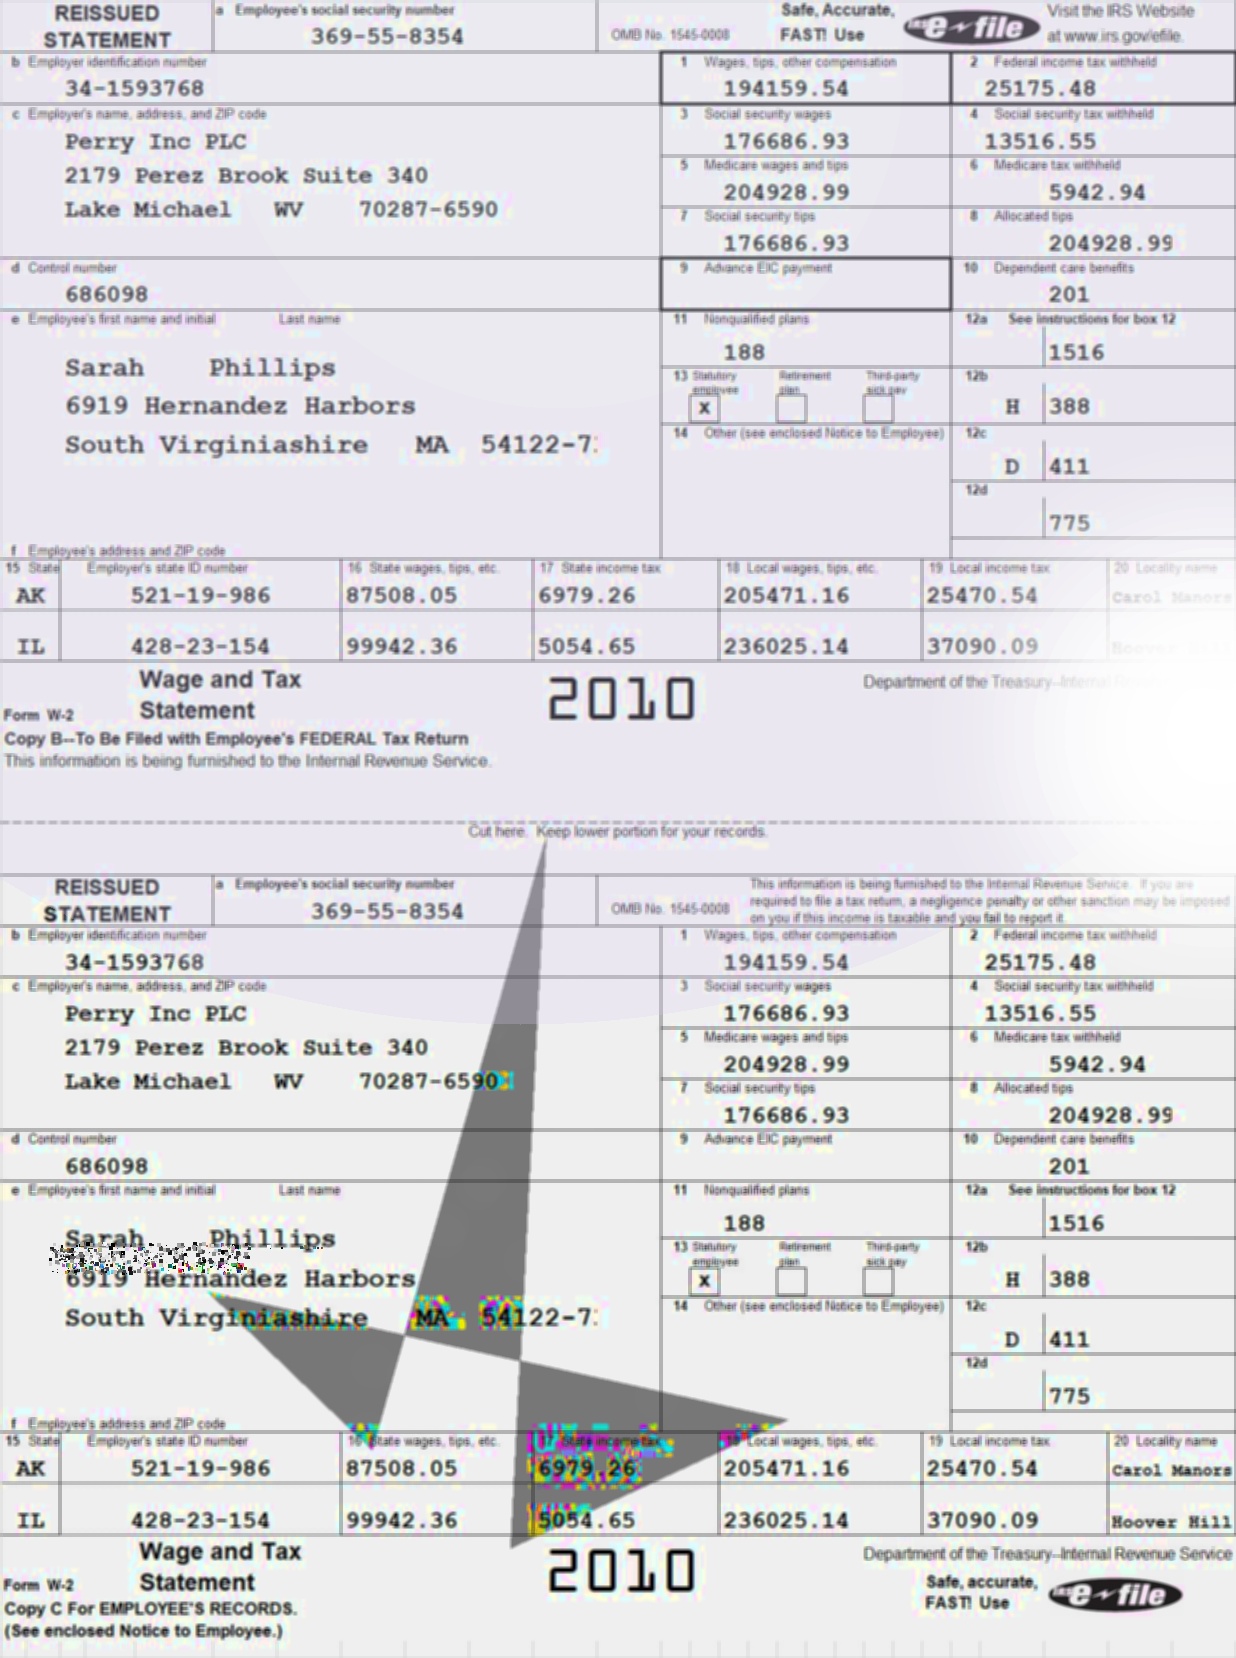 REISSUED STATEMENT
a Employee's social security number
369-55-8354
OMB No. 1545-0008
Safe, Accurate, FAST! Use
IRS e-file
Visit the IRS Website at www.irs.gov/efile.
b Employer identification number
34-1593768
1 Wages, tips, other compensation
194159.54
2 Federal income tax withheld
25175.48
c Employer's name, address, and ZIP code
Perry Inc PLC
2179 Perez Brook Suite 340
Lake Michael WV 70287-6590
3 Social security wages
176686.93
4 Social security tax withheld
13516.55
5 Medicare wages and tips
204928.99
6 Medicare tax withheld
5942.94
7 Social security tips
176686.93
8 Allocated tips
204928.99
d Control number
686098
9 Advance EIC payment
10 Dependent care benefits
201
e Employee's first name and initial Last name
Sarah Phillips
6919 Hernandez Harbors
South Virginiashire MA 54122-7
11 Nonqualified plans
188
12a See instructions for box 12
1516
13 Statutory employee
x
Retirement plan
Third-party sick pay
12b
H 388
14 Other (see enclosed Notice to Employee)
12c
D 411
12d
775
f Employee's address and ZIP code
15 State Employer's state ID number 16 State wages, tips, etc. 17 State income tax 18 Local wages, tips, etc. 19 Local income tax 20 Locality name
AK 521-19-986 87508.05 6979.26 205471.16 25470.54 Carol Manors
IL 428-23-154 99942.36 5054.65 236025.14 37090.09
Wage and Tax
Form W-2 Statement
2010
Department of the Treasury--Internal
Copy B--To Be Filed with Employee's FEDERAL Tax Return
This information is being furnished to the Internal Revenue Service.
Cut here. Keep lower portion for your records.
REISSUED STATEMENT
a Employee's social security number
369-55-8354
OMB No. 1545-0008
This information is being furnished to the Internal Revenue Service. If you are
required to file a tax return, a negligence penalty or other sanction may be imposed
on you if this income is taxable and you fail to report it.
b Employer identification number
34-1593768
1 Wages, tips, other compensation
194159.54
2 Federal income tax withheld
25175.48
c Employer's name, address, and ZIP code
Perry Inc PLC
2179 Perez Brook Suite 340
Lake Michael WV 70287-6590
3 Social security wages
176686.93
4 Social security tax withheld
13516.55
5 Medicare wages and tips
204928.99
6 Medicare tax withheld
5942.94
7 Social security tips
176686.93
8 Allocated tips
204928.99
d Control number
686098
9 Advance EIC payment
10 Dependent care benefits
201
e Employee's first name and initial Last name
Sarah Phillips
6919 Hernandez Harbors
South Virginiashire MA 54122-7
11 Nonqualified plans
188
12a See instructions for box 12
1516
13 Statutory employee
x
Retirement plan
Third-party sick pay
12b
H 388
14 Other (see enclosed Notice to Employee)
12c
D 411
12d
775
f Employee's address and ZIP code
15 State Employer's state ID number 16 State wages, tips, etc. 17 State income tax 18 Local wages, tips, etc. 19 Local income tax 20 Locality name
AK 521-19-986 87508.05 6979.26 205471.16 25470.54 Carol Manors
IL 428-23-154 99942.36 5054.65 236025.14 37090.09 Hoover Hill
Wage and Tax
Form W-2 Statement
2010
Department of the Treasury--Internal Revenue Service
Copy C For EMPLOYEE'S RECORDS.
(See enclosed Notice to Employee.)
Safe, accurate, FAST! Use
IRS e-file